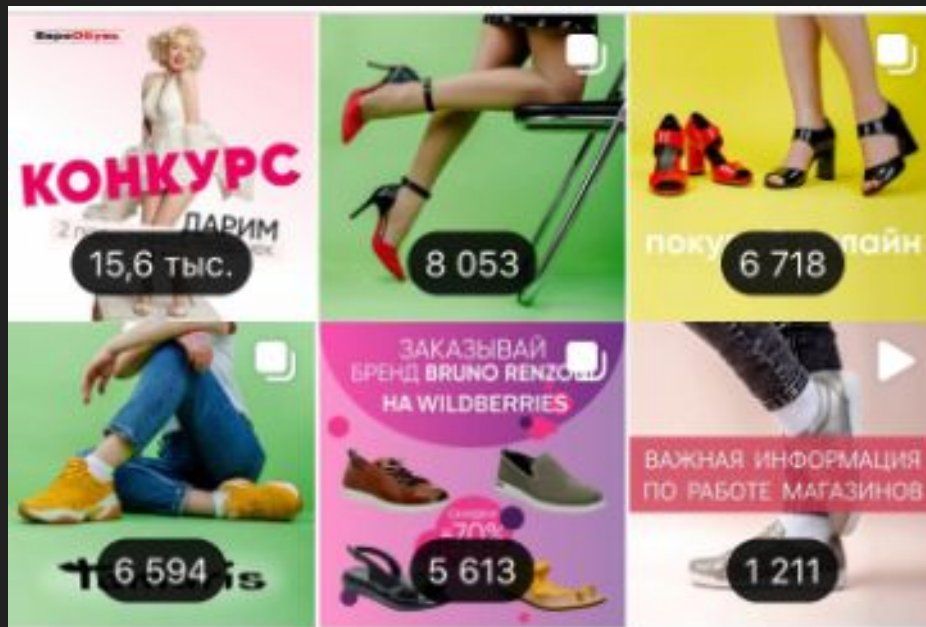 ЕвроОбувь
КОНКУРС
ДАРИМ
15,6 тыс.
8 053
6 718
6 594
ЗАКАЗЫВАЙ
БРЕНД BRUNO
НА WILDBERRIES
-70%
5 613
ВАЖНАЯ ИНФОРМАЦИЯ
ПО РАБОТЕ МАГАЗИНОВ
1 211